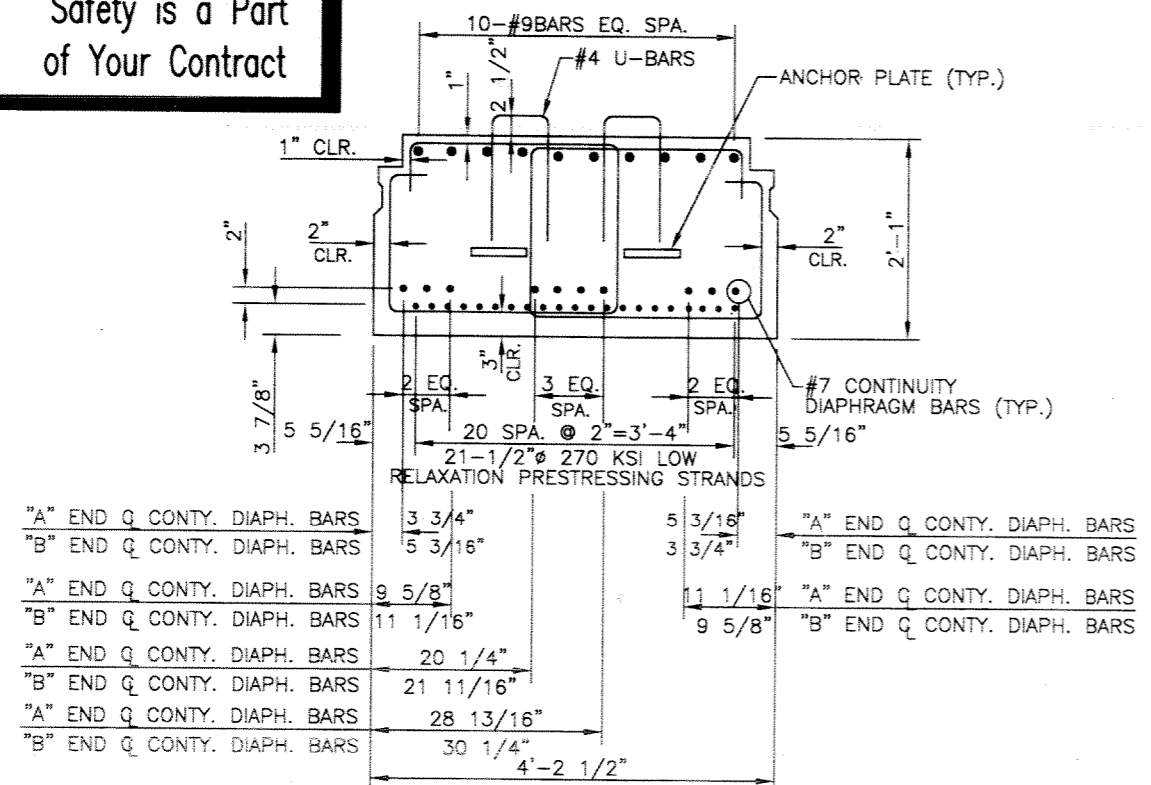 Safety is a Part
of Your Contract
10-#9BARS EQ. SPA.
#4 U-BARS
ANCHOR PLATE (TYP.)
1"
2 1/2"
1" CLR.
2"
2"
CLR.
2"
CLR.
2'-1"
3"
CLR.
3 7/8"
2 EQ.
SPA.
3 EQ.
SPA.
2 EQ.
SPA.
#7 CONTINUITY
DIAPHRAGM BARS (TYP.)
5 5/16"
20 SPA. @ 2"=3'-4"
5 5/16"
21-1/2"ø 270 KSI LOW
RELAXATION PRESTRESSING STRANDS
"A" END ℄ CONTY. DIAPH. BARS 3 3/4"
"B" END ℄ CONTY. DIAPH. BARS 5 3/16"
5 3/16" "A" END ℄ CONTY. DIAPH. BARS
3 3/4" "B" END ℄ CONTY. DIAPH. BARS
"A" END ℄ CONTY. DIAPH. BARS 9 5/8"
"B" END ℄ CONTY. DIAPH. BARS 11 1/16"
11 1/16" "A" END ℄ CONTY. DIAPH. BARS
9 5/8" "B" END ℄ CONTY. DIAPH. BARS
"A" END ℄ CONTY. DIAPH. BARS 20 1/4"
"B" END ℄ CONTY. DIAPH. BARS 21 11/16"
"A" END ℄ CONTY. DIAPH. BARS 28 13/16"
"B" END ℄ CONTY. DIAPH. BARS 30 1/4"
4'-2 1/2"